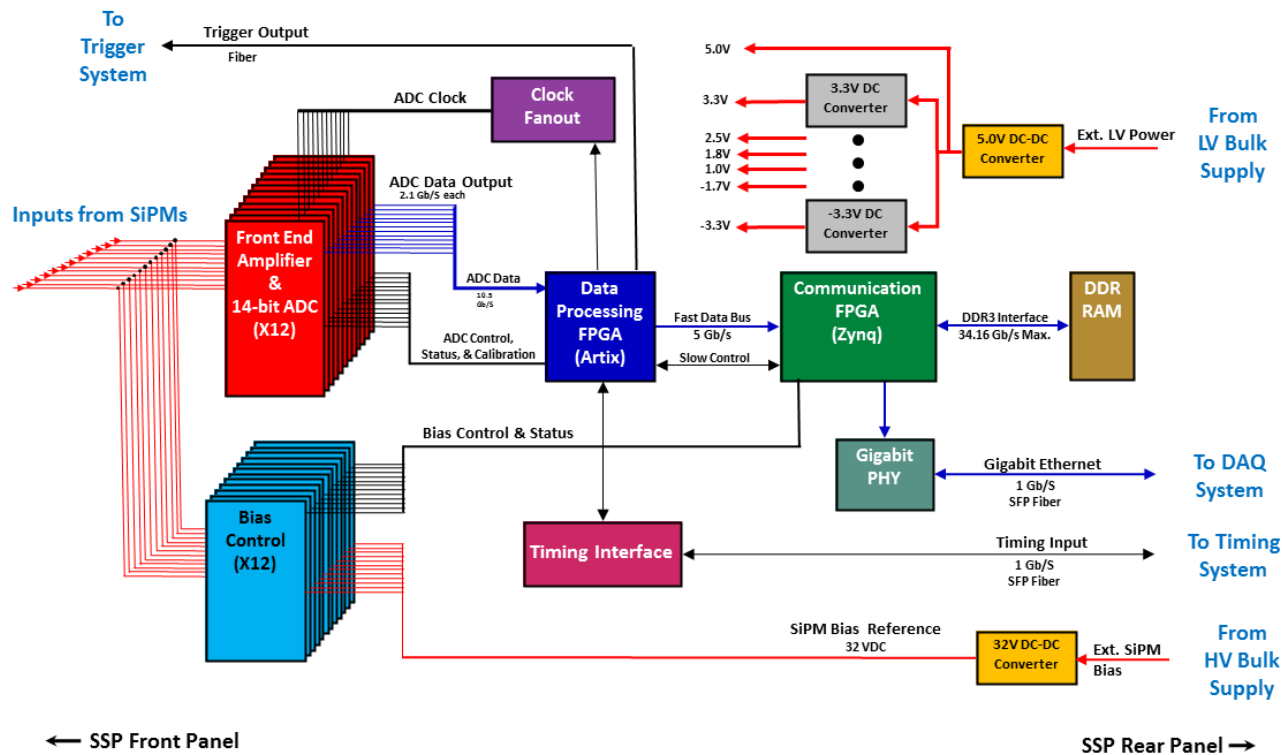 To
Trigger
System
Trigger Output
Fiber
ADC Clock
Clock
Fanout
5.0V
3.3V
2.5V
1.8V
1.0V
-1.7V
-3.3V
3.3V DC
Converter
-3.3V DC
Converter
5.0V DC-DC
Converter
Ext. LV Power
From
LV Bulk
Supply
Inputs from SiPMs
Front End
Amplifier
&
14-bit ADC
(X12)
ADC Data Output
2.1 Gb/S each
ADC Data
10.3
Gb/S
ADC Control,
Status, & Calibration
Data
Processing
FPGA
(Artix)
Fast Data Bus
5 Gb/s
Slow Control
Communication
FPGA
(Zynq)
DDR3 Interface
34.16 Gb/s Max.
DDR
RAM
Bias Control & Status
Bias
Control
(X12)
Gigabit
PHY
Gigabit Ethernet
1 Gb/S
SFP Fiber
To DAQ
System
Timing Interface
Timing Input
1 Gb/S
SFP Fiber
To Timing
System
SiPM Bias Reference
32 VDC
32V DC-DC
Converter
Ext. SiPM
Bias
From
HV Bulk
Supply
SSP Front Panel
SSP Rear Panel